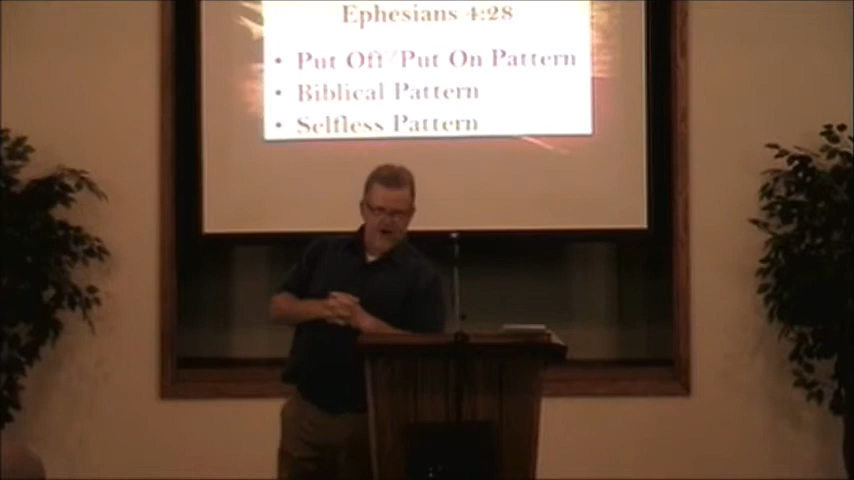 Ephesians 4:28
• Put Off/Put On Pattern
• Biblical Pattern
• Selfless Pattern